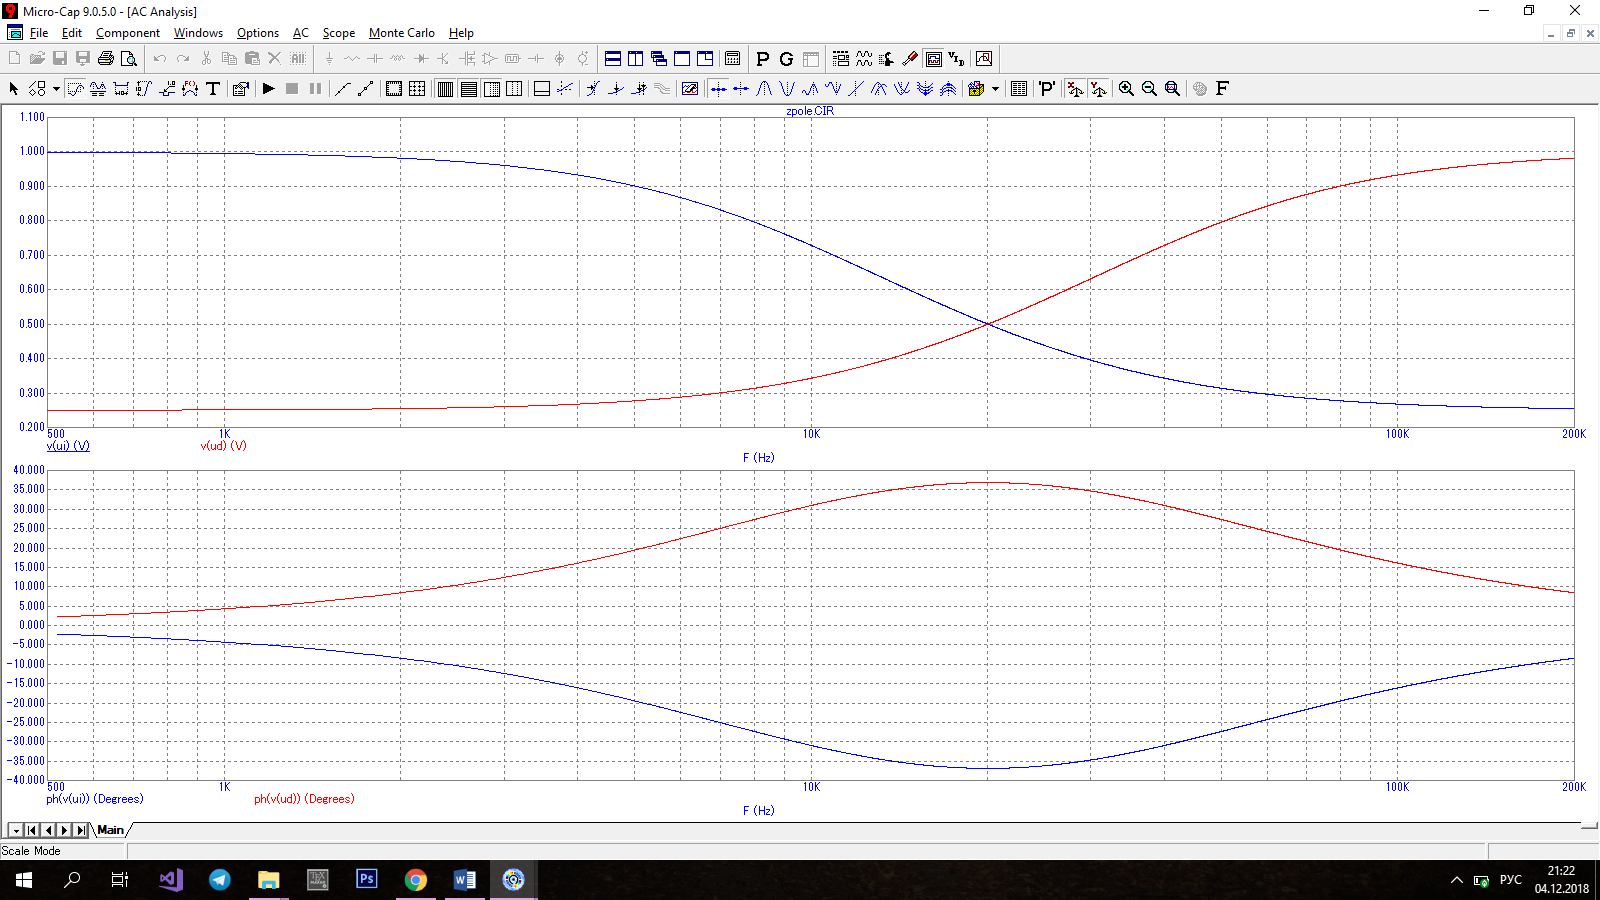 Micro-Cap 9.0.5.0 - [AC Analysis]
File Edit Component Windows Options AC Scope Monte Carlo Help
zpole.CIR
1.100
1.000
0.900
0.800
0.700
0.600
0.500
0.400
0.300
0.200
500 1K 10K 100K 200K
v(ui) (V) v(ud) (V)
F (Hz)
40.000
35.000
30.000
25.000
20.000
15.000
10.000
5.000
0.000
-5.000
-10.000
-15.000
-20.000
-25.000
-30.000
-35.000
-40.000
500 1K 10K 100K 200K
ph(v(ui)) (Degrees) ph(v(ud)) (Degrees)
F (Hz)
Main
Scale Mode
21:22
РУС
04.12.2018